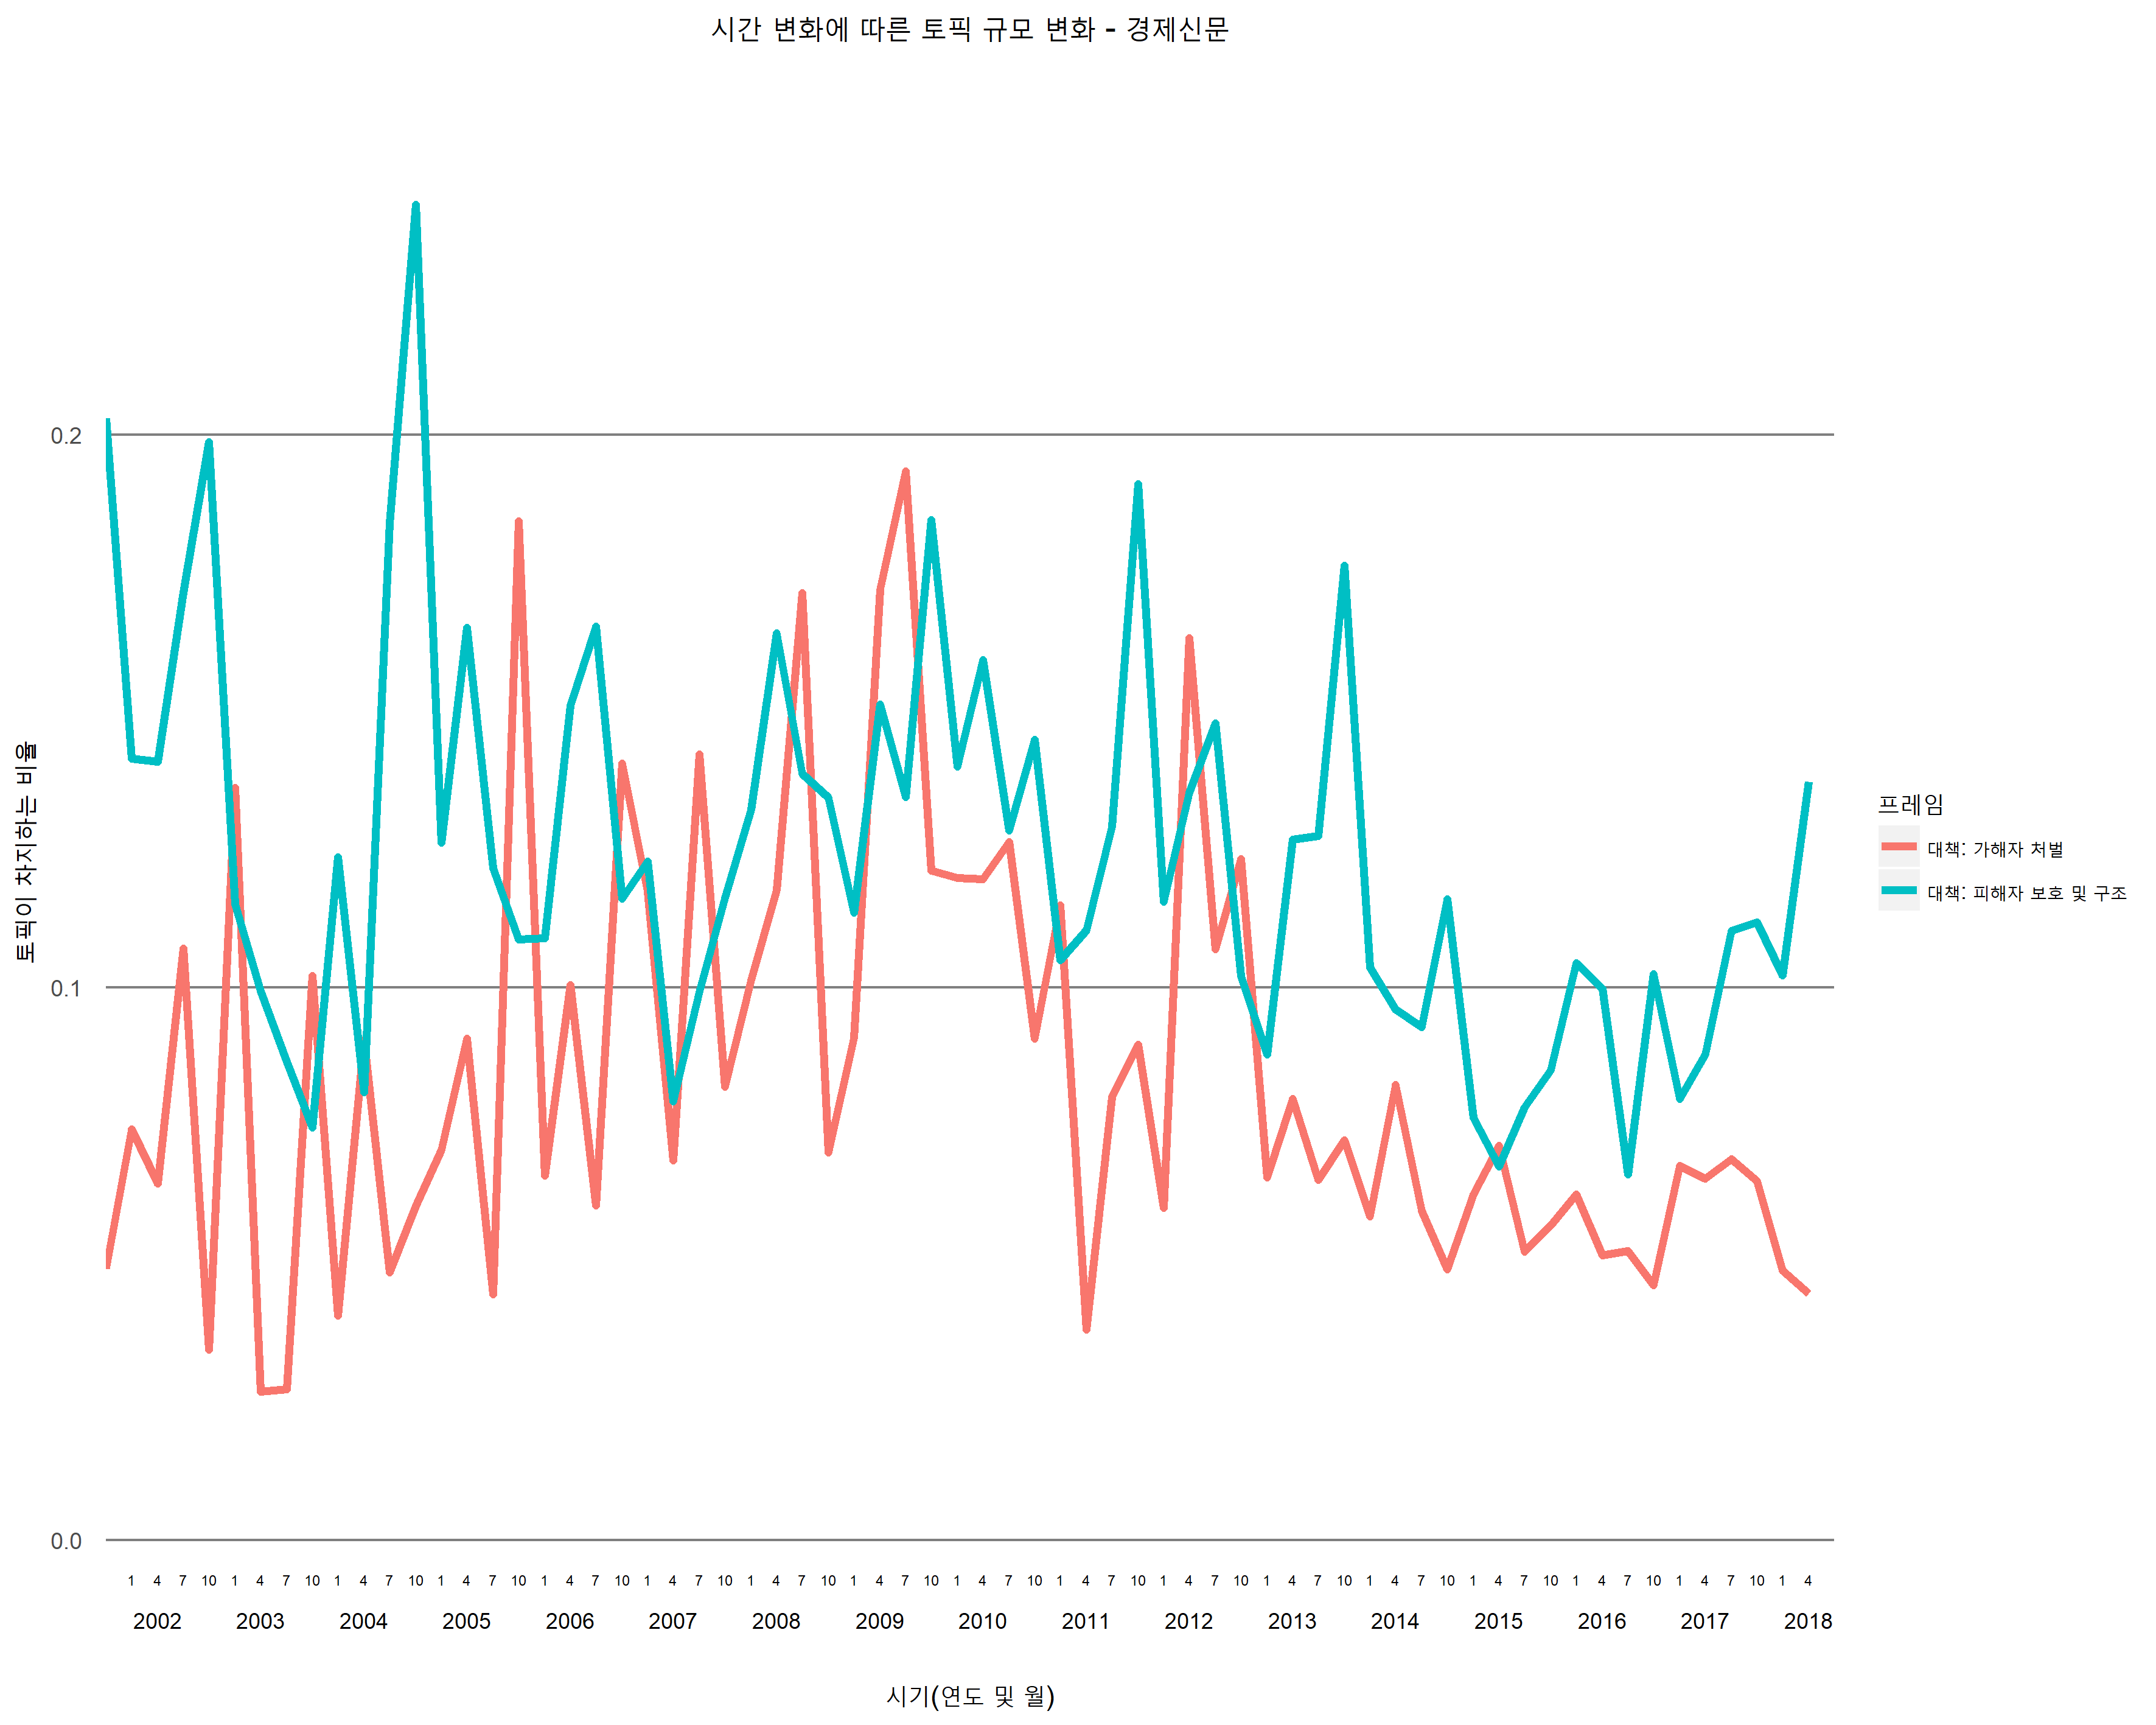 시간 변화에 따른 토픽 규모 변화 - 경제신문
토픽이 차지하는 비율
0.2
0.1
0.0
프레임
대책: 가해자 처벌
대책: 피해자 보호 및 구조
1 4 7 10 1 4 7 10 1 4 7 10 1 4 7 10 1 4 7 10 1 4 7 10 1 4 7 10 1 4 7 10 1 4 7 10 1 4 7 10 1 4 7 10 1 4 7 10 1 4 7 10 1 4 7 10 1 4 7 10 1 4 7 10 1 4
2002 2003 2004 2005 2006 2007 2008 2009 2010 2011 2012 2013 2014 2015 2016 2017 2018
시기(연도 및 월)